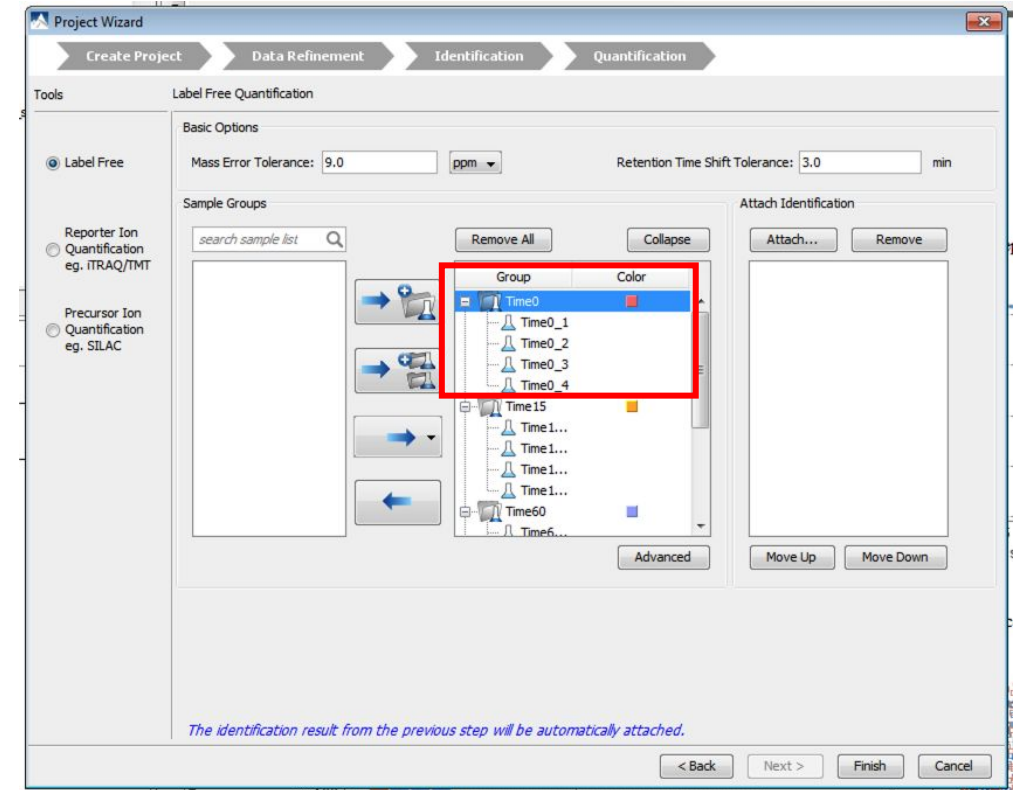 Project Wizard
Create Project Data Refinement Identification Quantification
Tools
Label Free
Reporter Ion
Quantification
eg. iTRAQ/TMT
Precursor Ion
Quantification
eg. SILAC
Label Free Quantification
Basic Options
Mass Error Tolerance: 9.0 ppm Retention Time Shift Tolerance: 3.0 min
Sample Groups
search sample list Remove All Collapse
Group Color
Time0
Time0_1
Time0_2
Time0_3
Time0_4
Time15
Time1...
Time1...
Time1...
Time1...
Time60
Time6...
Advanced
Attach Identification
Attach... Remove
Move Up Move Down
The identification result from the previous step will be automatically attached.
< Back Next > Finish Cancel